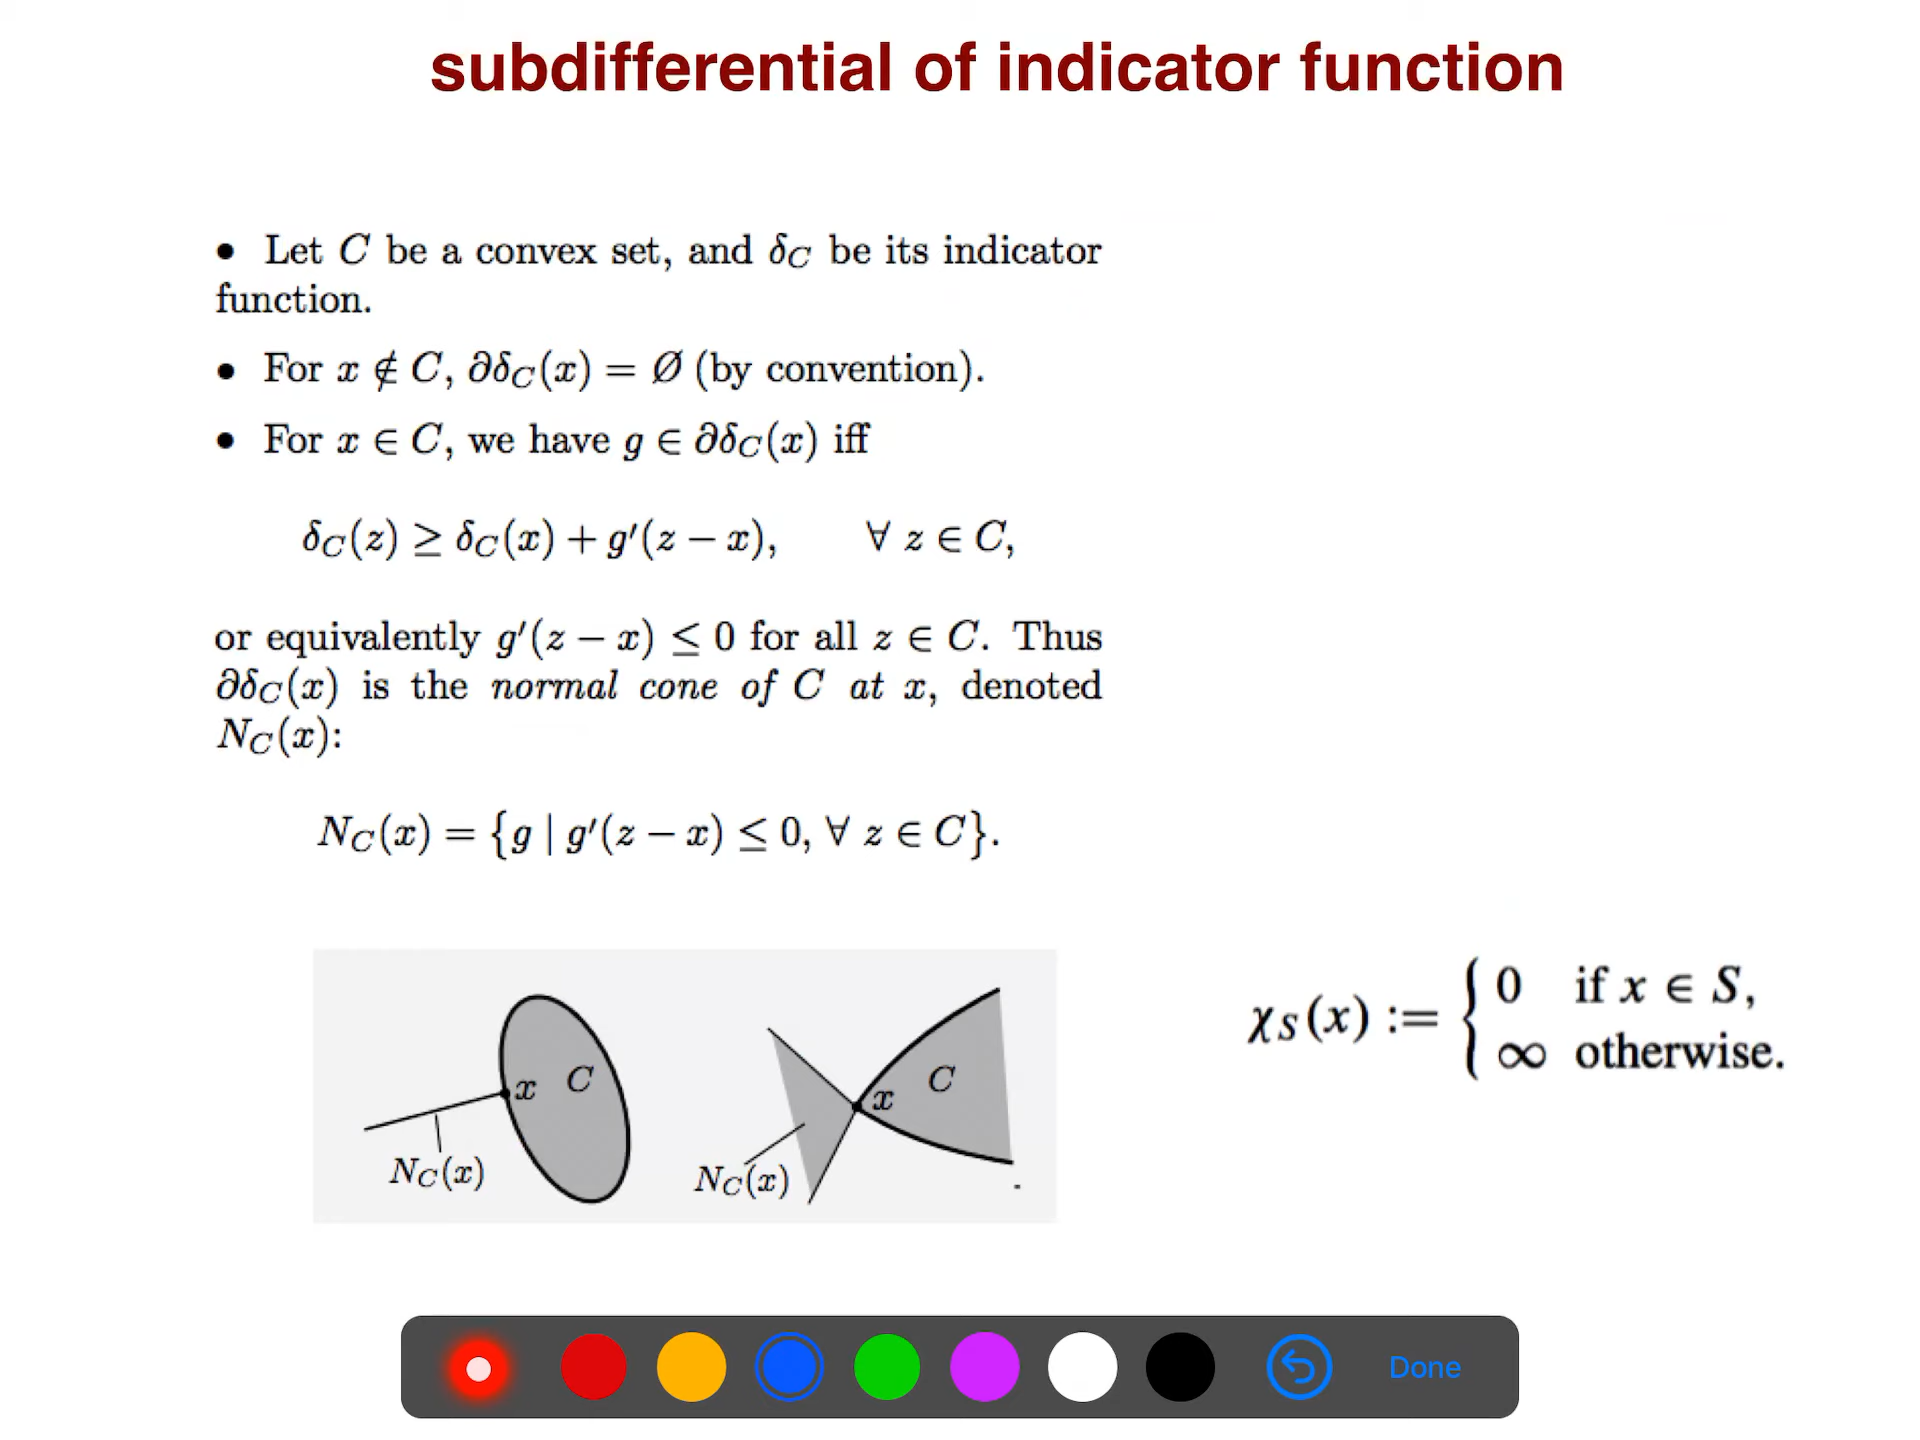 subdifferential of indicator function
• Let C be a convex set, and δ_C be its indicator
function.
• For x ∉ C, ∂δ_C(x) = Ø (by convention).
• For x ∈ C, we have g ∈ ∂δ_C(x) iff
δ_C(z) ≥ δ_C(x) + g′(z − x), ∀ z ∈ C,
or equivalently g′(z − x) ≤ 0 for all z ∈ C. Thus
∂δ_C(x) is the normal cone of C at x, denoted
N_C(x):
N_C(x) = {g | g′(z − x) ≤ 0, ∀ z ∈ C}.
x C
N_C(x)
x C
N_C(x)
.
χ_S(x) := { 0 if x ∈ S,
∞ otherwise.
Done